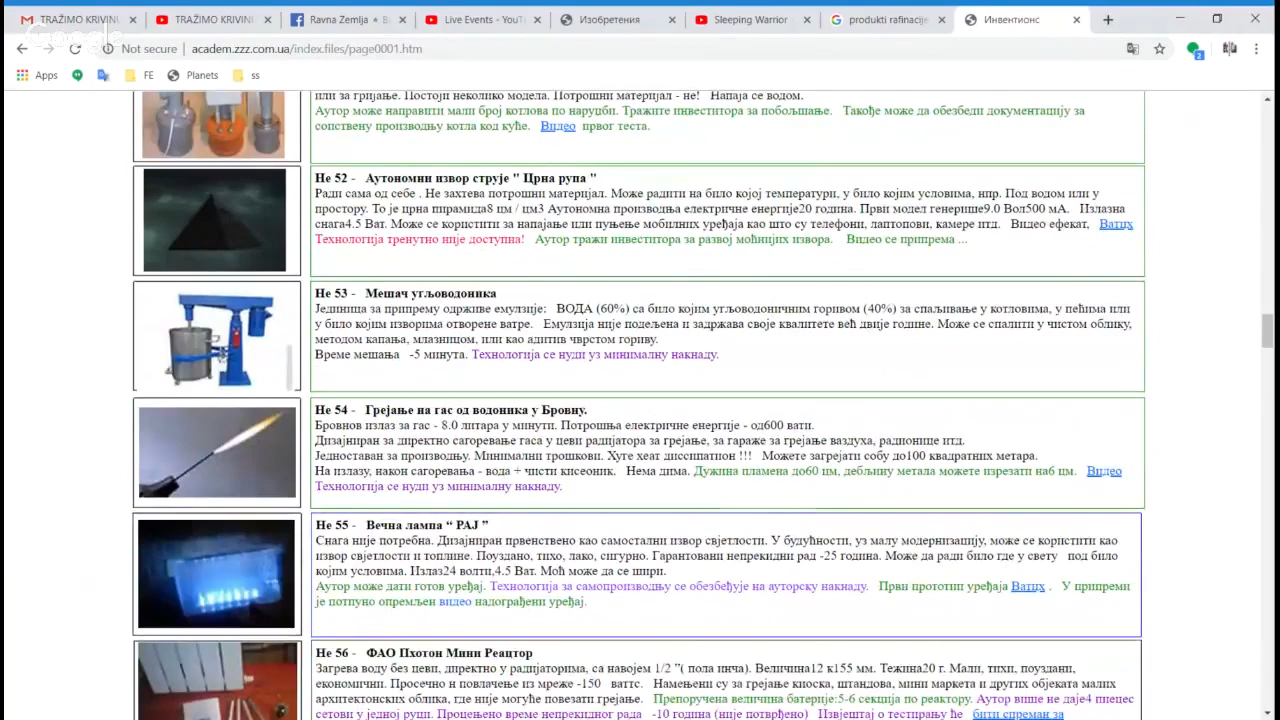 TRAŽIMO KRIVINU
TRAŽIMO KRIVIN
Ravna Zemlja
Live Events - YouT
Изобретения
Sleeping Warrior
produkti rafinacije
Инвентионс
Google
Not secure
academ.zzz.com.ua/index.files/page0001.htm
2
Apps
FE
Planets
ss
или за гријање. Постоји неколико модела. Потрошни материјал - не! Напаја се водом.
Аутор може направити мали број котлова по наруџби. Тражите инвеститора за побољшање. Такође може да обезбеди документацију за
сопствену производњу котла код куће. Видео првог теста.
Не 52 - Аутономни извор струје " Црна рупа "
Ради сама од себе . Не захтева потрошни материјал. Може радити на било којој температури, у било којим условима, нпр. Под водом или у
простору. То је црна пирамида8 цм / цм3 Аутономна производња електричне енергије20 година. Први модел генерише9.0 Вол500 мА. Излазна
снага4.5 Ват. Може се користити за напајање или пуњење мобилних уређаја као што су телефони, лаптопови, камере итд. Видео ефекат, Ватцх
Технологија тренутно није доступна! Аутор тражи инвеститора за развој моћнијих извора. Видео се припрема ...
Не 53 - Мешач угљоводоника
Јединица за припрему одрживе емулзије: ВОДА (60%) са било којим угљоводоничним горивом (40%) за спаљивање у котловима, у пећима или
у било којим изворима отворене ватре. Емулзија није подељена и задржава своје квалитете већ двије године. Може се спалити у чистом облику,
методом капања, млазницом, или као адитив чврстом гориву.
Време мешања -5 минута. Технологија се нуди уз минималну накнаду.
Не 54 - Грејање на гас од водоника у Бровну.
Бровнов излаз за гас - 8.0 литара у минути. Потрошња електричне енергије - од600 вати.
Дизајниран за директно сагоревање гаса у цеви радијатора за грејање, за гараже за грејање ваздуха, радионице итд.
Једноставан за производњу. Минимални трошкови. Хуге хеат диссипатион !!! Можете загрејати собу до100 квадратних метара.
На излазу, након сагоревања - вода + чисти кисеоник. Нема дима. Дужина пламена до60 цм, дебљину метала можете изрезати на6 цм. Видео
Технологија се нуди уз минималну накнаду.
Не 55 - Вечна лампа “ РАЈ ”
Снага није потребна. Дизајниран првенствено као самостални извор свјетлости. У будућности, уз малу модернизацију, може се користити као
извор свјетлости и топлине. Поуздано, тихо, лако, сигурно. Гарантовани непрекидни рад -25 година. Може да ради било где у свету под било
којим условима. Излаз24 волти,4.5 Ват. Моћ може да се шири.
Аутор може дати готов уређај. Технологија за самопроизводњу се обезбеђује на ауторску накнаду. Први прототип уређаја Ватцх . У припреми
је потпуно опремљен видео надограђени уређај.
Не 56 - ФАО Пхотон Мини Реацтор
Загрева воду без цеви, директно у радијаторима, са навојем 1/2 ”( пола инча). Величина12 к155 мм. Тежина20 г. Мали, тихи, поуздани,
економични. Просечно н повлачење из мреже -150 ваттс. Намењени су за грејање киоска, штандова, мини маркета и других објеката малих
архитектонских облика, где није могуће повезати грејање. Препоручена величина батерије:5-6 секција по реактору. Аутор више не даје4 пиецес
сетови у једној руци. Процењено време непрекидног рада -10 година (није потврђено) Извјештај о тестирању ће бити спреман за